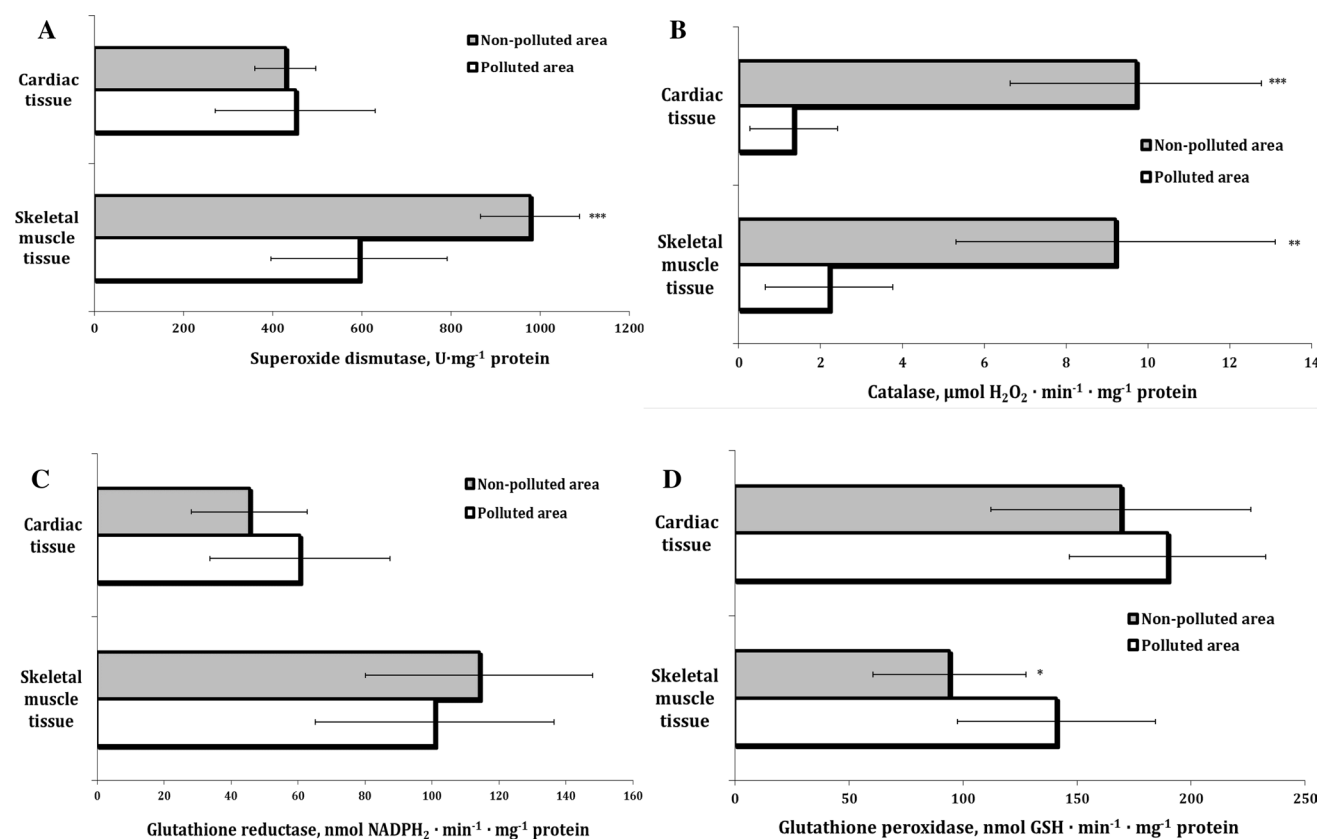 A
Non-polluted area
Polluted area
Cardiac
tissue
Skeletal
muscle
tissue
***
0 200 400 600 800 1000 1200
Superoxide dismutase, U·mg⁻¹ protein
B
Cardiac
tissue
***
Non-polluted area
Polluted area
Skeletal
muscle
tissue
**
0 2 4 6 8 10 12 14
Catalase, μmol H₂O₂ · min⁻¹ · mg⁻¹ protein
C
Non-polluted area
Polluted area
Cardiac
tissue
Skeletal
muscle
tissue
0 20 40 60 80 100 120 140 160
Glutathione reductase, nmol NADPH₂ · min⁻¹ · mg⁻¹ protein
D
Cardiac
tissue
Non-polluted area
Polluted area
Skeletal
muscle
tissue
*
0 50 100 150 200 250
Glutathione peroxidase, nmol GSH · min⁻¹ · mg⁻¹ protein